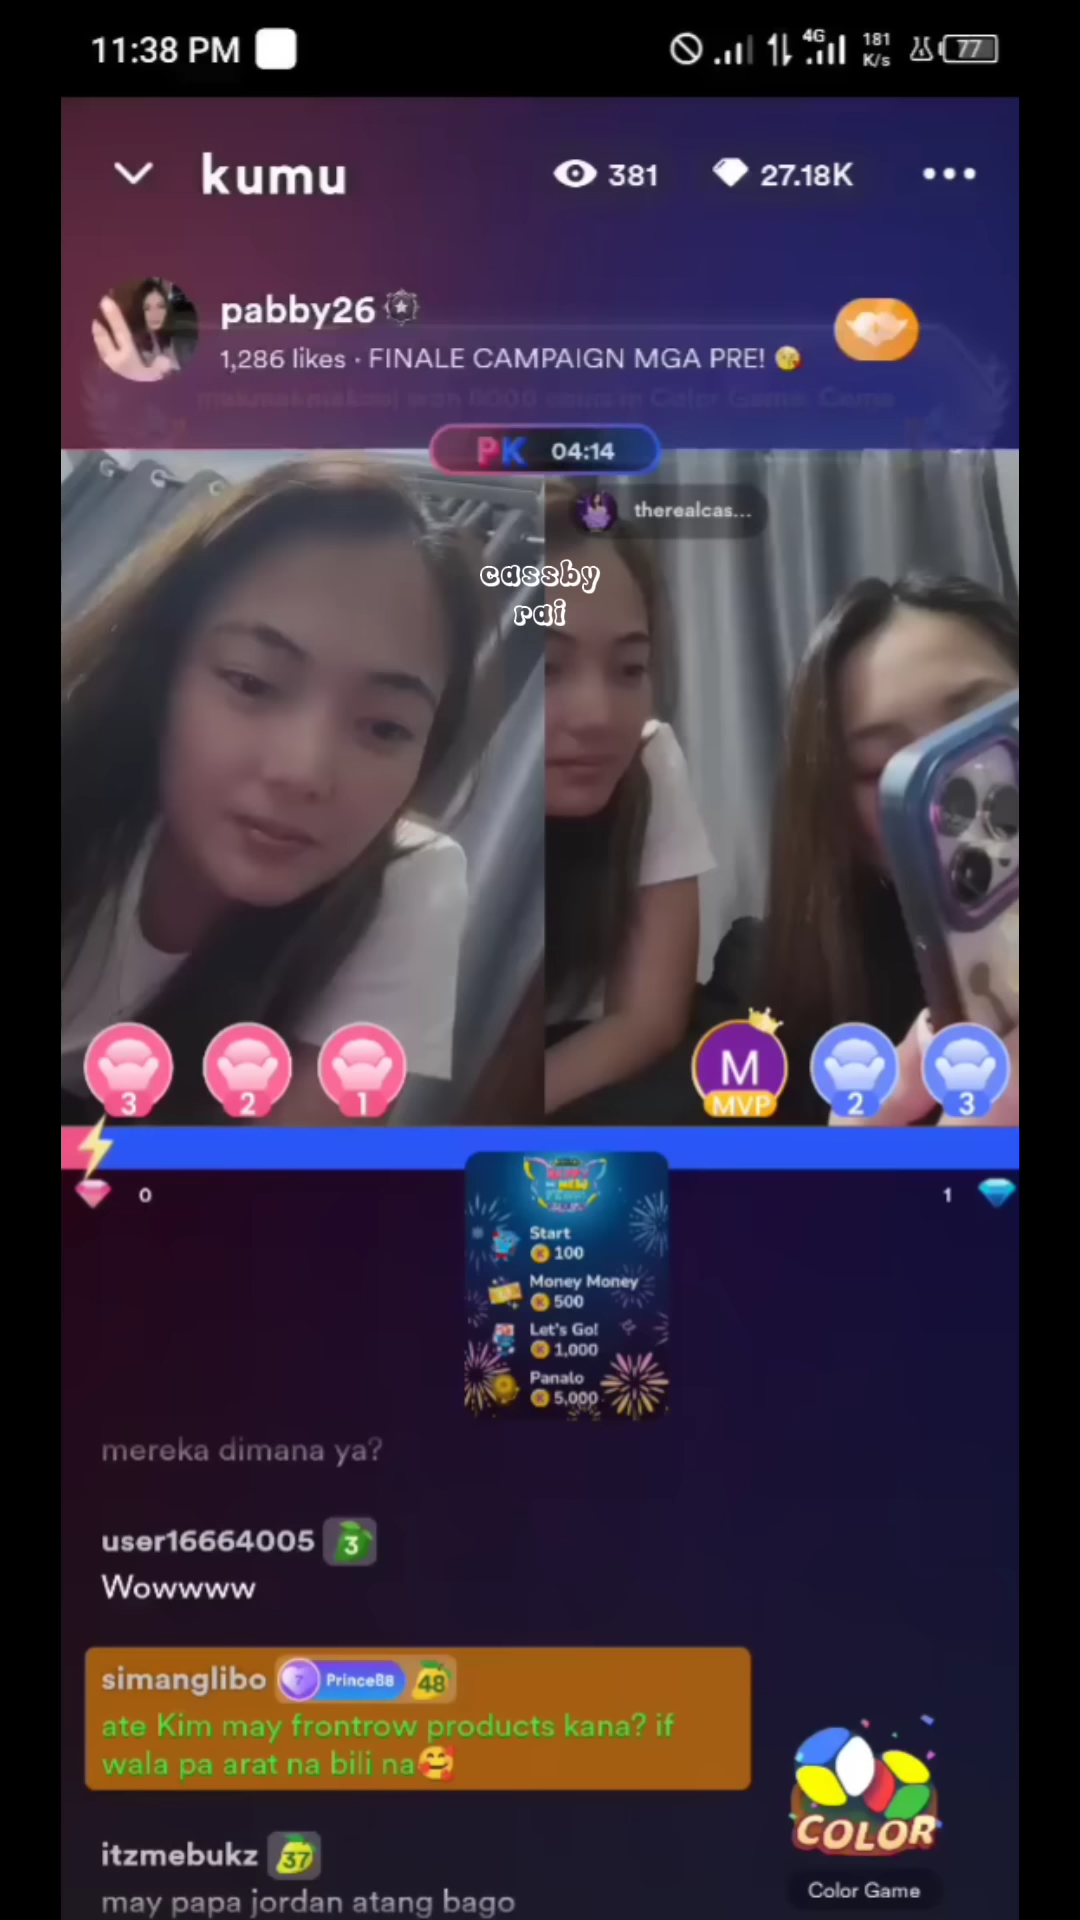 11:38 PM
4G
181
K/s
77
kumu
381
27.18K
pabby26
1,286 likes · FINALE CAMPAIGN MGA PRE! 😘
PK 04:14
therealcas...
cassby
rai
3
2
1
M
MVP
2
3
0
1
Start
100
Money Money
500
Let's Go!
1,000
Panalo
5,000
mereka dimana ya?
user16664005 3
Wowwww
simanglibo 7 PrinceBB 48
ate Kim may frontrow products kana? if
wala pa arat na bili na🥰
itzmebukz 37
may papa jordan atang bago
COLOR
Color Game